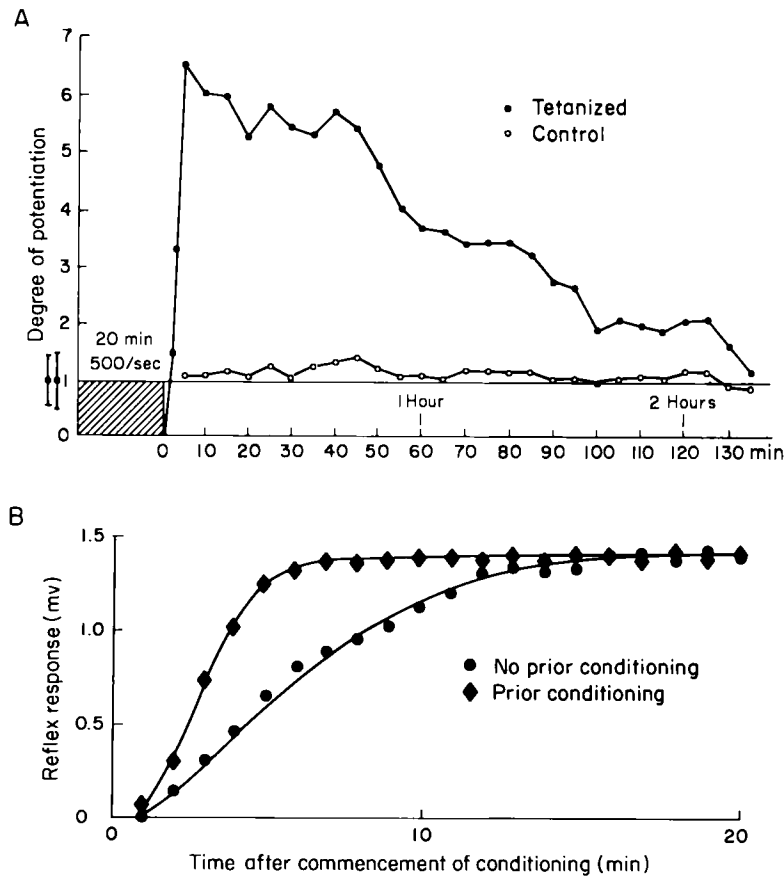 A
Degree of potentiation
7
6
5
4
3
2
1
0
Tetanized
Control
20 min
500/sec
1 Hour
2 Hours
0 10 20 30 40 50 60 70 80 90 100 110 120 130 min
B
Reflex response (mv)
1.5
1.0
0.5
0
No prior conditioning
Prior conditioning
0 10 20
Time after commencement of conditioning (min)